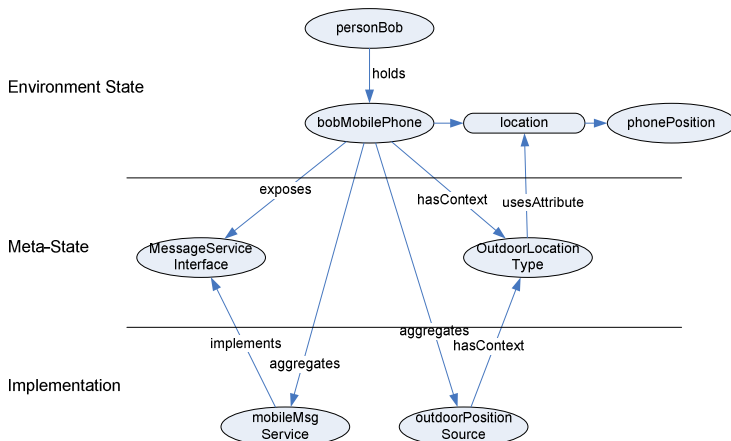 personBob
holds
Environment State
bobMobilePhone
location
phonePosition
exposes
hasContext
usesAttribute
Meta-State
MessageService
Interface
OutdoorLocation
Type
aggregates
implements
hasContext
aggregates
Implementation
mobileMsg
Service
outdoorPosition
Source